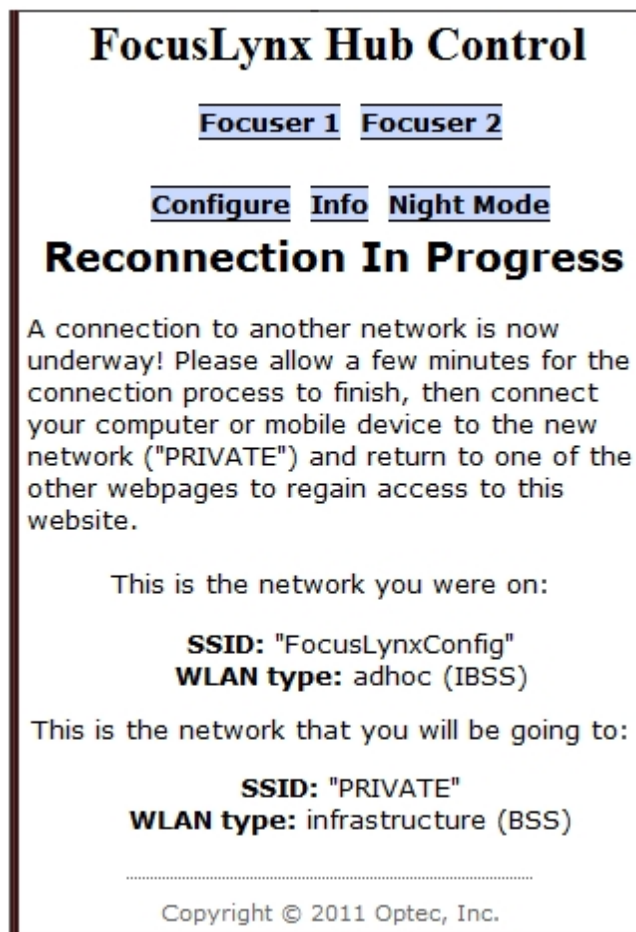 FocusLynx Hub Control
Focuser 1 Focuser 2
Configure Info Night Mode
Reconnection In Progress
A connection to another network is now
underway! Please allow a few minutes for the
connection process to finish, then connect
your computer or mobile device to the new
network ("PRIVATE") and return to one of the
other webpages to regain access to this
website.
This is the network you were on:
SSID: "FocusLynxConfig"
WLAN type: adhoc (IBSS)
This is the network that you will be going to:
SSID: "PRIVATE"
WLAN type: infrastructure (BSS)
Copyright © 2011 Optec, Inc.